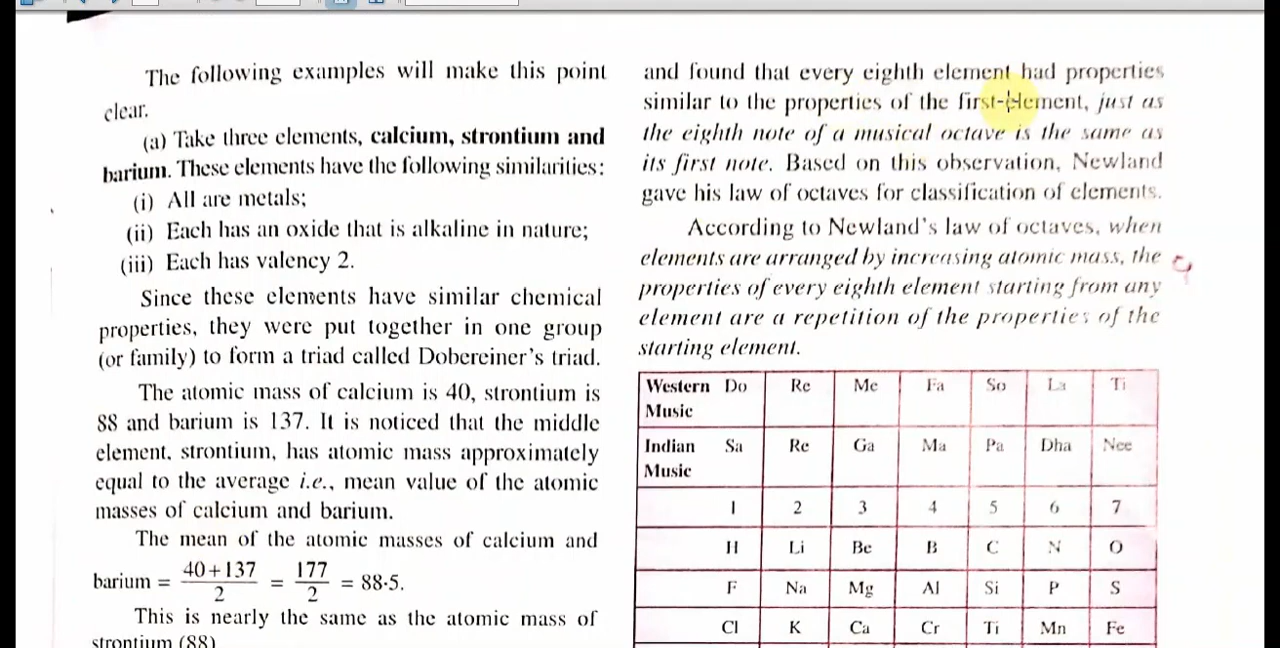 The following examples will make this point
clear.
(a) Take three elements, calcium, strontium and
barium. These elements have the following similarities:
(i) All are metals;
(ii) Each has an oxide that is alkaline in nature;
(iii) Each has valency 2.
Since these elements have similar chemical
properties, they were put together in one group
(or family) to form a triad called Dobereiner's triad.
The atomic mass of calcium is 40, strontium is
88 and barium is 137. It is noticed that the middle
element, strontium, has atomic mass approximately
equal to the average i.e., mean value of the atomic
masses of calcium and barium.
The mean of the atomic masses of calcium and
barium = 40+137/2 = 177/2 = 88·5.
This is nearly the same as the atomic mass of
strontium (88)
and found that every eighth element had properties
similar to the properties of the first element, just as
the eighth note of a musical octave is the same as
its first note. Based on this observation, Newland
gave his law of octaves for classification of elements.
According to Newland's law of octaves, when
elements are arranged by increasing atomic mass, the
properties of every eighth element starting from any
element are a repetition of the properties of the
starting element.
Western Do Re Me Fa So La Ti
Music
Indian Sa Re Ga Ma Pa Dha Nee
Music
1 2 3 4 5 6 7
H Li Be B C N O
F Na Mg Al Si P S
Cl K Ca Cr Ti Mn Fe